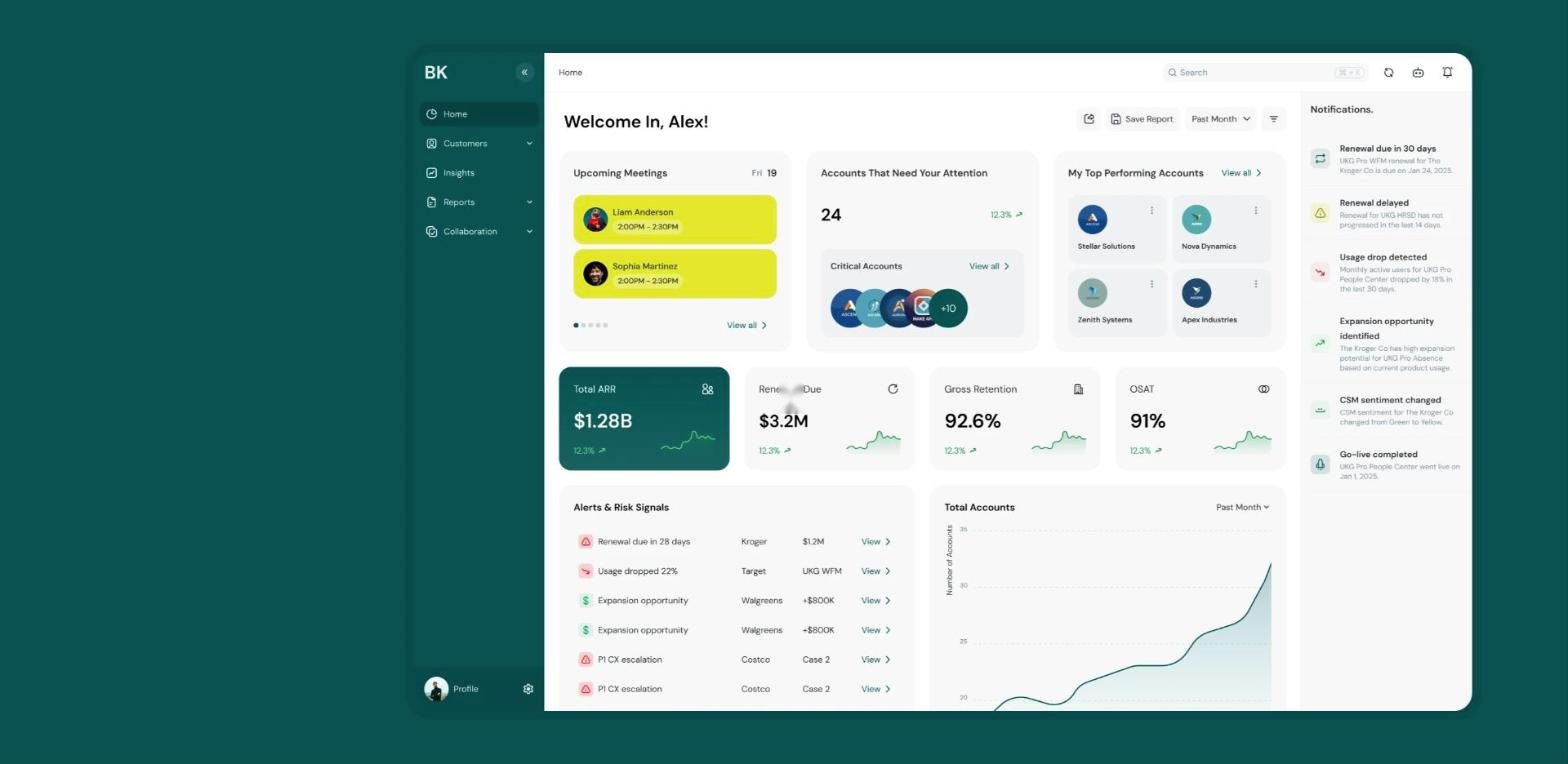 BK
Home
Customers
Insights
Reports
Collaboration
Profile
Home
Search
⌘ + K
Welcome In, Alex!
Save Report
Past Month
Upcoming Meetings
Fri 19
Liam Anderson
2:00PM - 2:30PM
Sophia Martinez
2:00PM - 2:30PM
View all
Accounts That Need Your Attention
24
12.3%
Critical Accounts
View all
+10
My Top Performing Accounts
View all
Stellar Solutions
Nova Dynamics
Zenith Systems
Apex Industries
Total ARR
$1.28B
12.3%
Due
$3.2M
12.3%
Gross Retention
92.6%
12.3%
OSAT
91%
12.3%
Alerts & Risk Signals
Renewal due in 28 days Kroger $1.2M View
Usage dropped 22% Target UKG WFM View
Expansion opportunity Walgreens +$800K View
Expansion opportunity Walgreens +$800K View
P1 CX escalation Costco Case 2 View
P1 CX escalation Costco Case 2 View
Total Accounts
Past Month
Number of Accounts
35
30
25
20
Notifications.
Renewal due in 30 days
UKG Pro WFM renewal for The
Kroger Co is due on Jan 24, 2025.
Renewal delayed
Renewal for UKG HRSD has not
progressed in the last 14 days.
Usage drop detected
Monthly active users for UKG Pro
People Center dropped by 18% in
the last 30 days.
Expansion opportunity
identified
The Kroger Co has high expansion
potential for UKG Pro Absence
based on current product usage.
CSM sentiment changed
CSM sentiment for The Kroger Co
changed from Green to Yellow.
Go-live completed
UKG Pro People Center went live on
Jan 1, 2025.